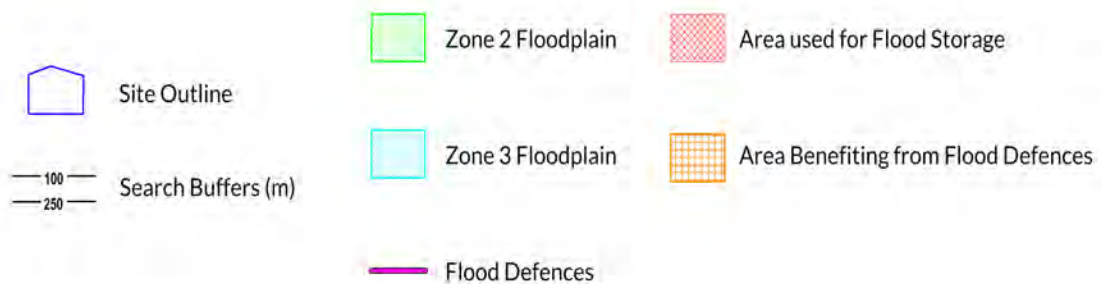 Site Outline
100
250
Search Buffers (m)
Zone 2 Floodplain
Zone 3 Floodplain
Flood Defences
Area used for Flood Storage
Area Benefiting from Flood Defences